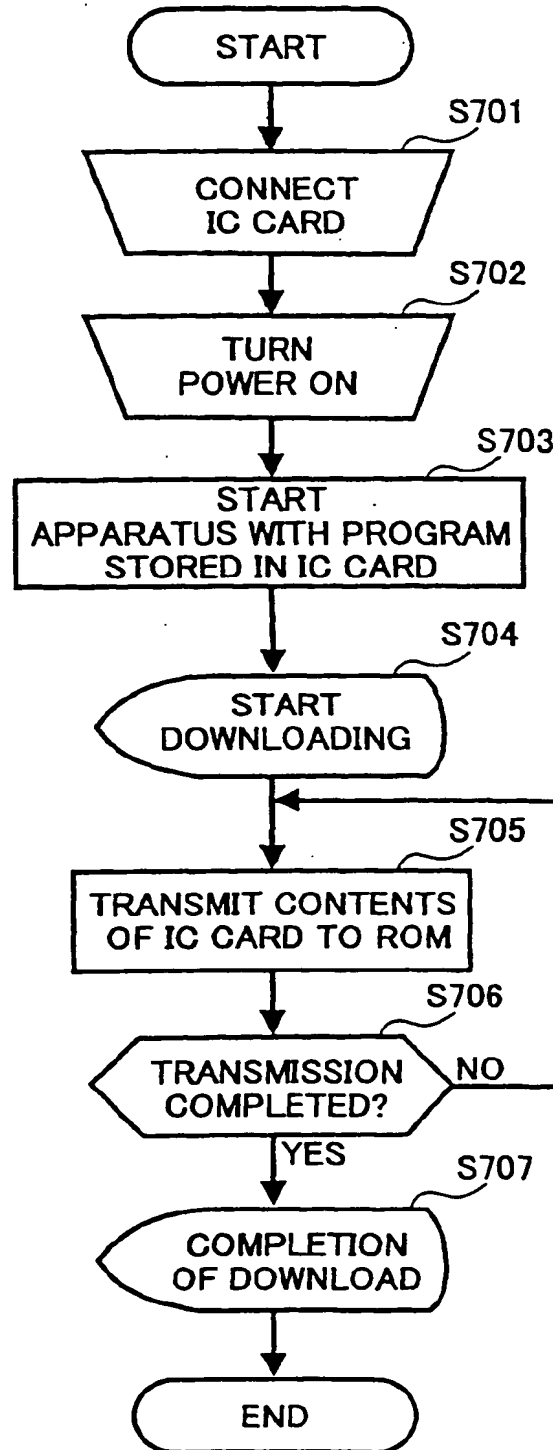 START
S701
CONNECT
IC CARD
S702
TURN
POWER ON
S703
START
APPARATUS WITH PROGRAM
STORED IN IC CARD
S704
START
DOWNLOADING
S705
TRANSMIT CONTENTS
OF IC CARD TO ROM
S706
TRANSMISSION
COMPLETED?
NO
YES
S707
COMPLETION
OF DOWNLOAD
END